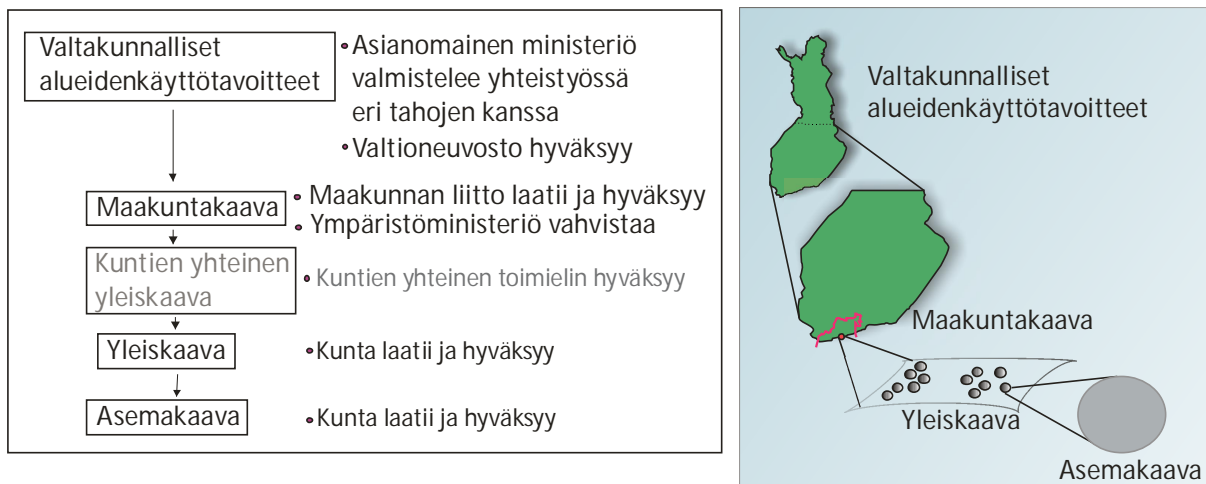 Valtakunnalliset
alueidenkäyttötavoitteet
• Asianomainen ministeriö
valmistelee yhteistyössä
eri tahojen kanssa
• Valtioneuvosto hyväksyy
Maakuntakaava
• Maakunnan liitto laatii ja hyväksyy
• Ympäristöministeriö vahvistaa
Kuntien yhteinen
yleiskaava
• Kuntien yhteinen toimielin hyväksyy
Yleiskaava
• Kunta laatii ja hyväksyy
Asemakaava
• Kunta laatii ja hyväksyy
Valtakunnalliset
alueidenkäyttötavoitteet
Maakuntakaava
Yleiskaava
Asemakaava